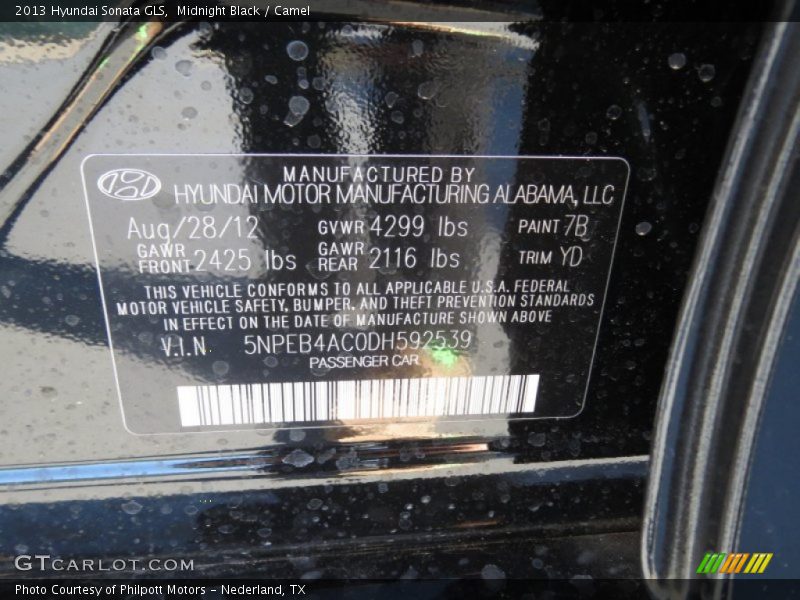 2013 Hyundai Sonata GLS,  Midnight Black / Camel
MANUFACTURED BY
HYUNDAI MOTOR MANUFACTURING ALABAMA, LLC
Aug/28/12 GVWR 4299 lbs PAINT 7B
GAWR FRONT 2425 lbs GAWR REAR 2116 lbs TRIM YD
THIS VEHICLE CONFORMS TO ALL APPLICABLE U.S.A. FEDERAL
MOTOR VEHICLE SAFETY, BUMPER, AND THEFT PREVENTION STANDARDS
IN EFFECT ON THE DATE OF MANUFACTURE SHOWN ABOVE
V.I.N. 5NPEB4AC0DH592539
PASSENGER CAR
GTCARLOT.COM
Photo Courtesy of Philpott Motors – Nederland, TX